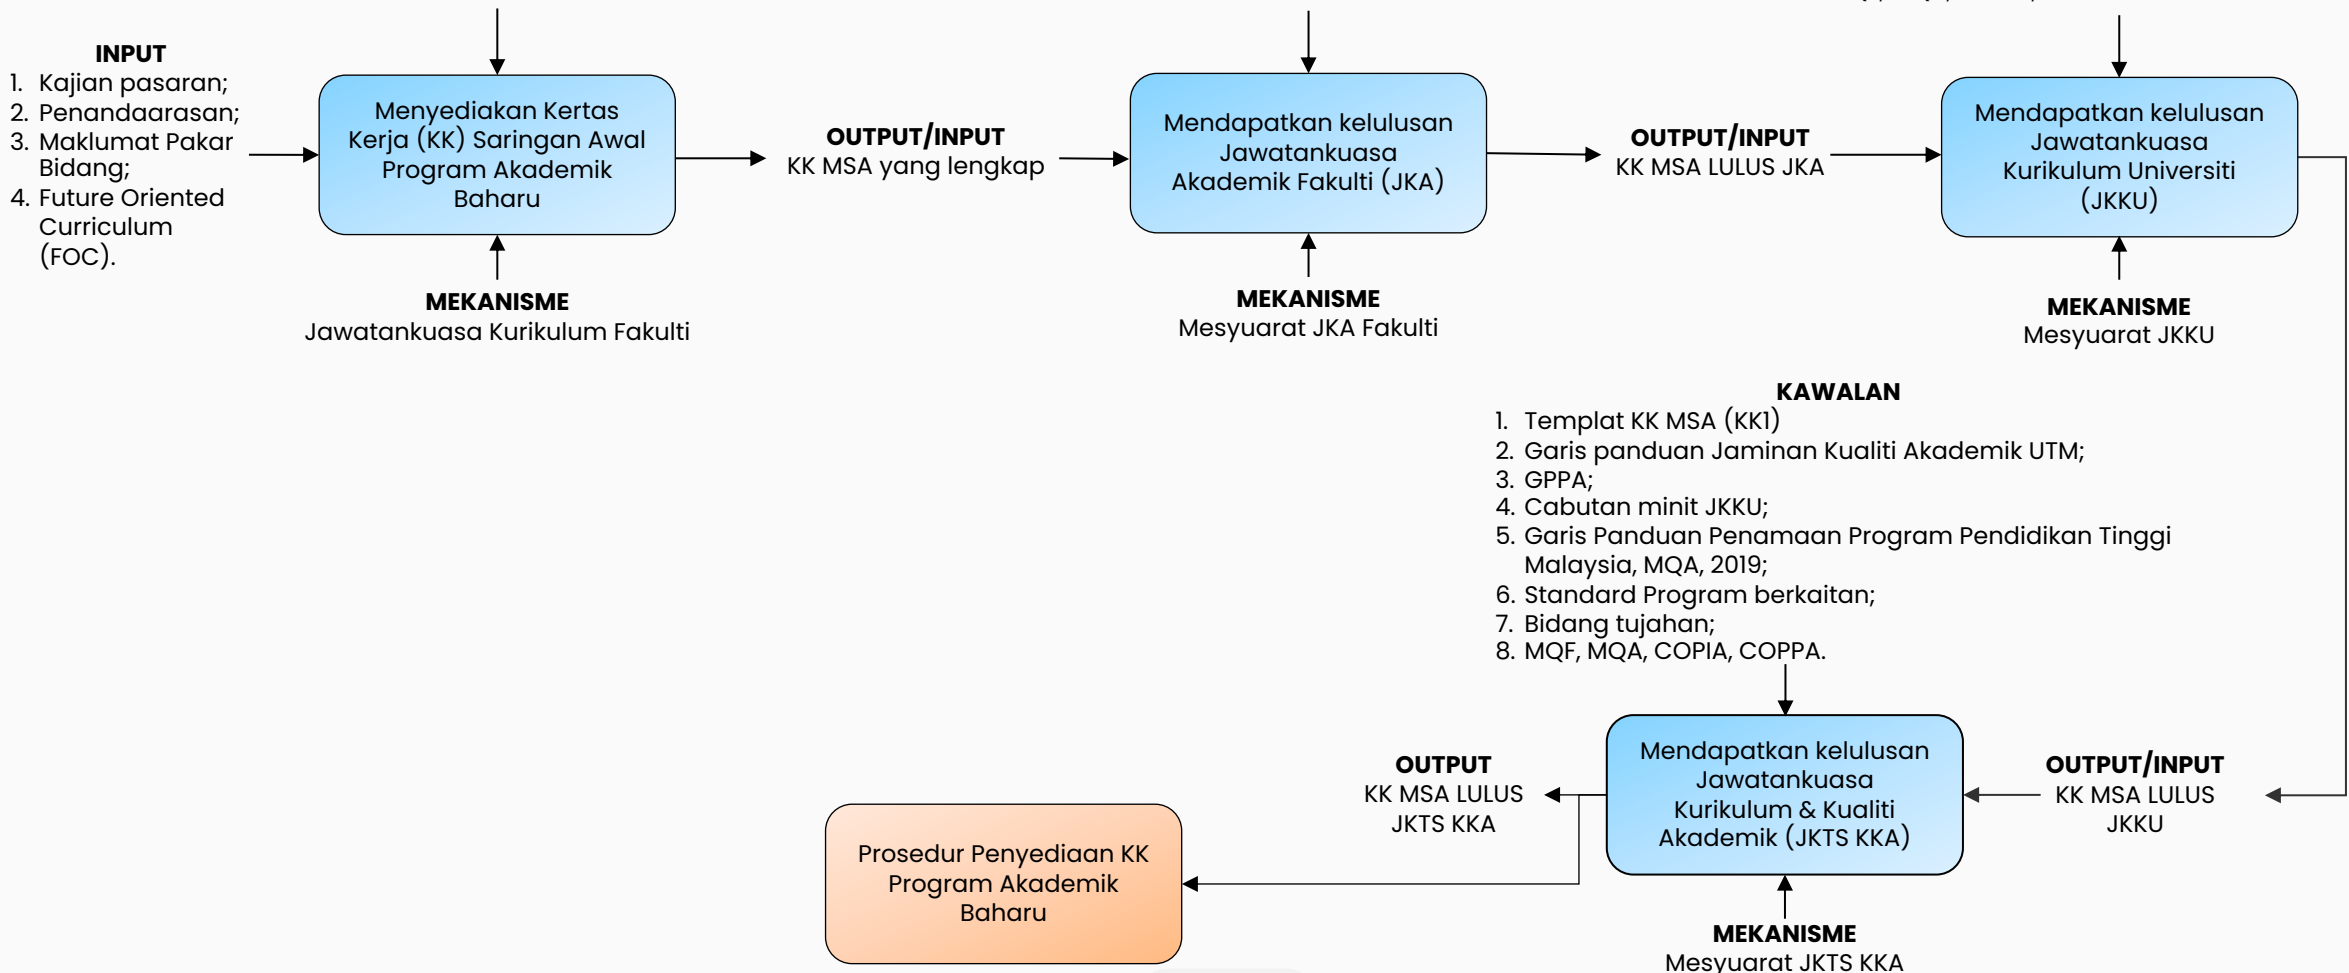 INPUT
1. Kajian pasaran;
2. Penandaarasan;
3. Maklumat Pakar
Bidang;
4. Future Oriented
Curriculum
(FOC).
Menyediakan Kertas
Kerja (KK) Saringan Awal
Program Akademik
Baharu
MEKANISME
Jawatankuasa Kurikulum Fakulti
OUTPUT/INPUT
KK MSA yang lengkap
Mendapatkan kelulusan
Jawatankuasa
Akademik Fakulti (JKA)
MEKANISME
Mesyuarat JKA Fakulti
OUTPUT/INPUT
KK MSA LULUS JKA
Mendapatkan kelulusan
Jawatankuasa
Kurikulum Universiti
(JKKU)
MEKANISME
Mesyuarat JKKU
KAWALAN
1. Templat KK MSA (KK1)
2. Garis panduan Jaminan Kualiti Akademik UTM;
3. GPPA;
4. Cabutan minit JKKU;
5. Garis Panduan Penamaan Program Pendidikan Tinggi
Malaysia, MQA, 2019;
6. Standard Program berkaitan;
7. Bidang tujahan;
8. MQF, MQA, COPIA, COPPA.
OUTPUT/INPUT
KK MSA LULUS
JKKU
Mendapatkan kelulusan
Jawatankuasa
Kurikulum & Kualiti
Akademik (JKTS KKA)
MEKANISME
Mesyuarat JKTS KKA
OUTPUT
KK MSA LULUS
JKTS KKA
Prosedur Penyediaan KK
Program Akademik
Baharu